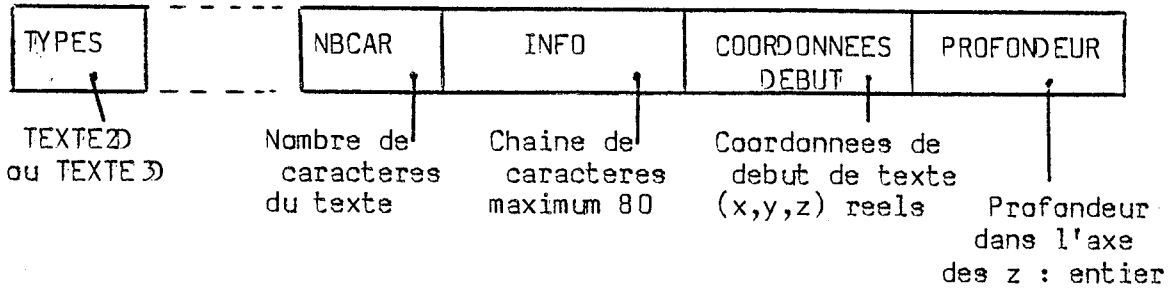 TYPES
NBCAR
INFO
COORDONNEES
DEBUT
PROFONDEUR
TEXTE2D
ou TEXTE3D
Nombre de
caracteres
du texte
Chaine de
caracteres
maximum 80
Coordonnees de
debut de texte
(x,y,z) reels
Profondeur
dans l'axe
des z : entier